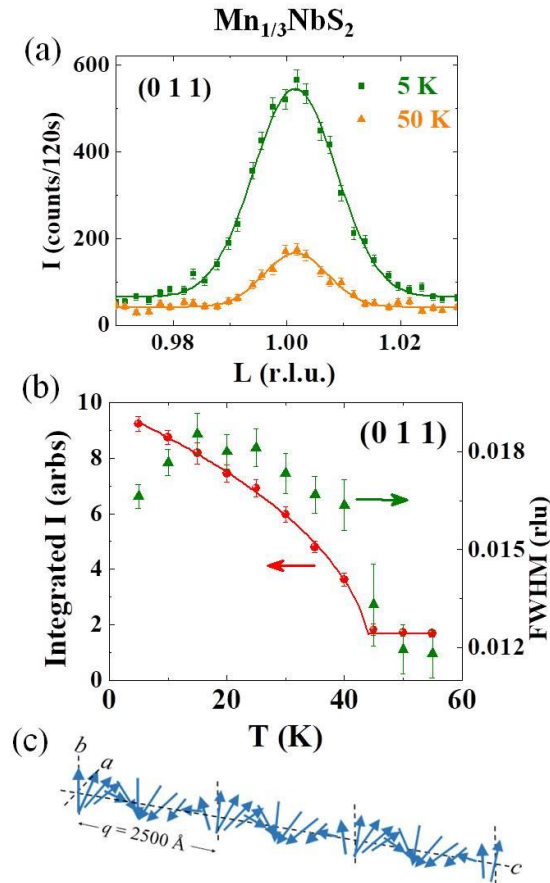 Mn1/3NbS2
(a)
(0 1 1)
5 K
50 K
600
400
200
0
I (counts/120s)
0.98 1.00 1.02
L (r.l.u.)
(b)
(0 1 1)
10
8
6
4
2
0
Integrated I (arbs)
0.018
0.015
0.012
FWHM (rlu)
0 20 40 60
T (K)
(c)
b
a
q = 2500 Å
c